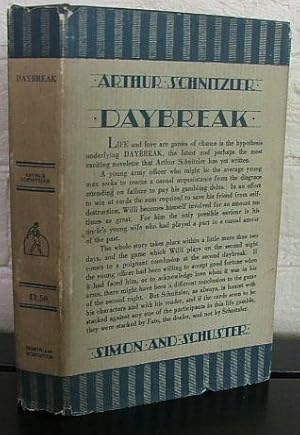 DAYBREAK
ARTHUR
SCHNITZLER
$1.50
SIMON AND
SCHUSTER
·ARTHUR·SCHNITZLER·
·DAYBREAK·
LIFE and love are games of chance is the hypothesis
underlying DAYBREAK, the latest and perhaps the most
exciting novelette that Arthur Schnitzler has yet written.
A young army officer who might be the average young
man seeks to rescue a casual acquaintance from the disgrace
attending on failure to pay his gambling debts. In an effort
to win at cards the sum required to save his friend from self-
destruction, Willi becomes himself involved for an amount ten
times as great. For him the only possible savior is his
uncle's young wife who had played a part in a casual amour
of the past.
The whole story takes place within a little more than two
days, and the game which Willi plays on the second night
comes to a poignant conclusion at the second daybreak. If
the young officer had been willing to accept good fortune when
it had faced him, or to acknowledge love when it was in his
arms, there might have been a different conclusion to the game
of the second night. But Schnitzler, as always, is honest with
his characters and with his reader, and if the cards seem to be
stacked against any one of the participants in this life gamble,
they were stacked by Fate, the dealer, and not by Schnitzler.
·SIMON·AND·SCHUSTER·